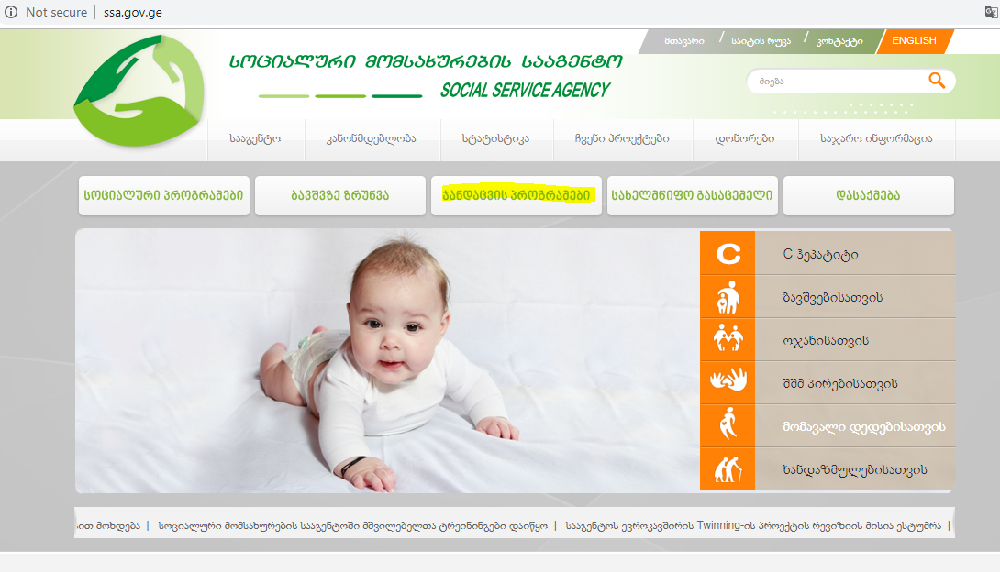 Not secure | ssa.gov.ge
მთავარი / საიტის რუკა / კონტაქტი ENGLISH
სოციალური მომსახურების სააგენტო
SOCIAL SERVICE AGENCY
ძიება
სააგენტო კანონმდებლობა სტატისტიკა ჩვენი პროექტები დონორები საჯარო ინფორმაცია
სოციალური პროგრამები ბავშვზე ზრუნვა ჯანდაცვის პროგრამები სახელმწიფო გასაცემელი დასაქმება
C C ჰეპატიტი
ბავშვებისათვის
ოჯახისათვის
შშმ პირებისათვის
მომავალი დედებისათვის
ხანდაზმულებისათვის
მოხდება | სოციალური მომსახურების სააგენტოში მშვილებელთა ტრენინგები დაიწყო | სააგენტოს ევროკავშირის Twinning-ის პროექტის რევიზიის მისია ესტუმრა |